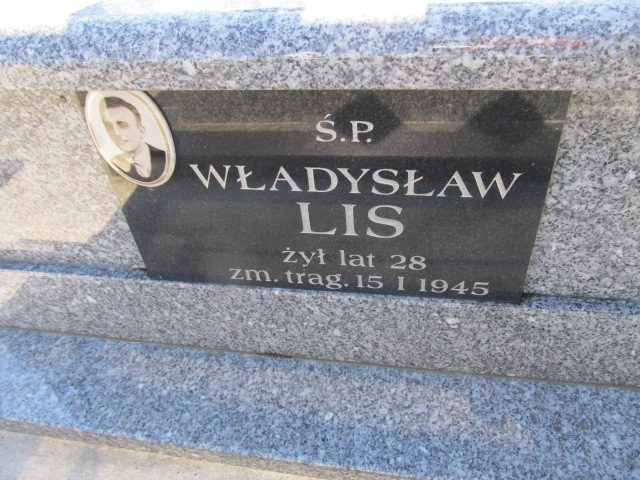 Ś.P.
WŁADYSŁAW
LIS
żył lat 28
zm. trag. 15 I 1945